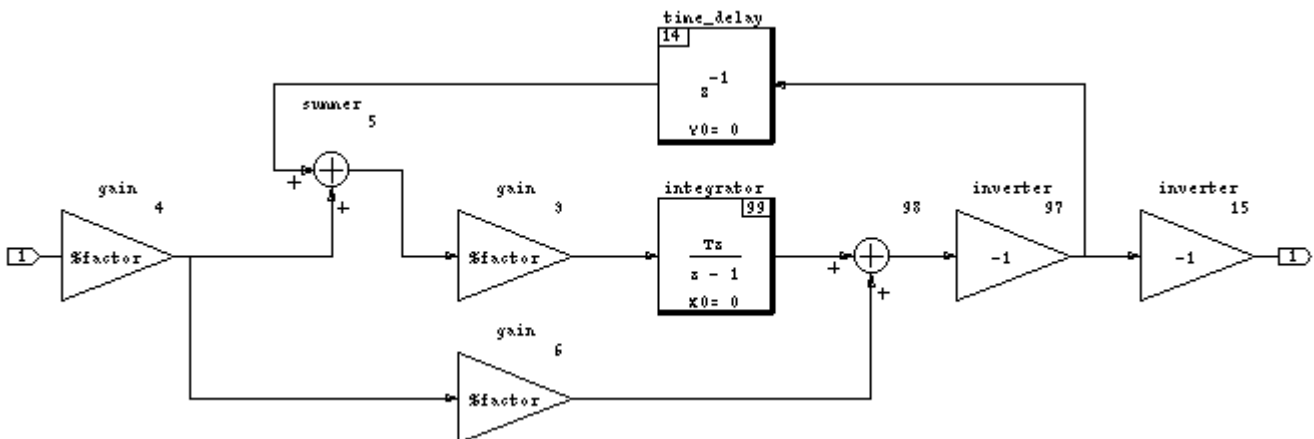 time_delay
14
z
-1
Y0= 0
summer
5
+
+
gain
4
1
%factor
gain
3
%factor
integrator
99
Tz
z - 1
X0= 0
98
+
+
inverter
97
-1
inverter
15
-1
1
gain
6
%factor